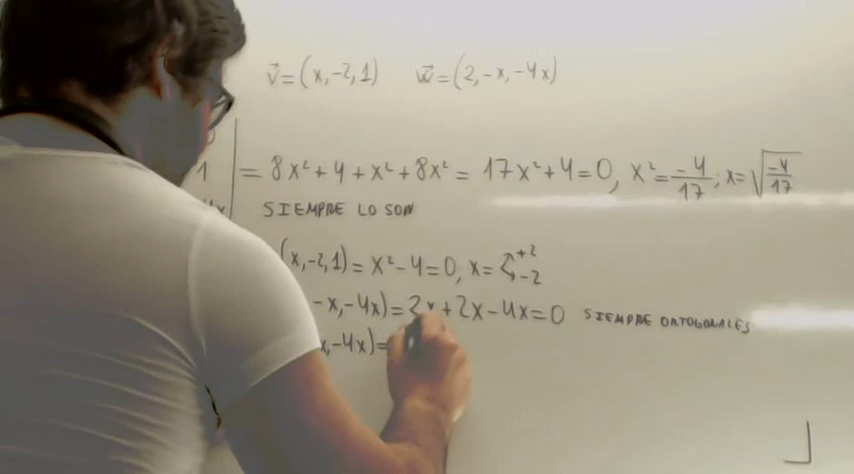 v⃗=(x,-2,1) w⃗=(2,-x,-4x)
1 | = 8x²+4+x²+8x² = 17x²+4=0, x²=-4/17; x=√(-4/17)
SIEMPRE LO SON
(x,-2,1)=x²-4=0, x=<+2 -2
-x,-4x)=2x+2x-4x=0 SIEMPRE ORTOGONALES
x,-4x)=